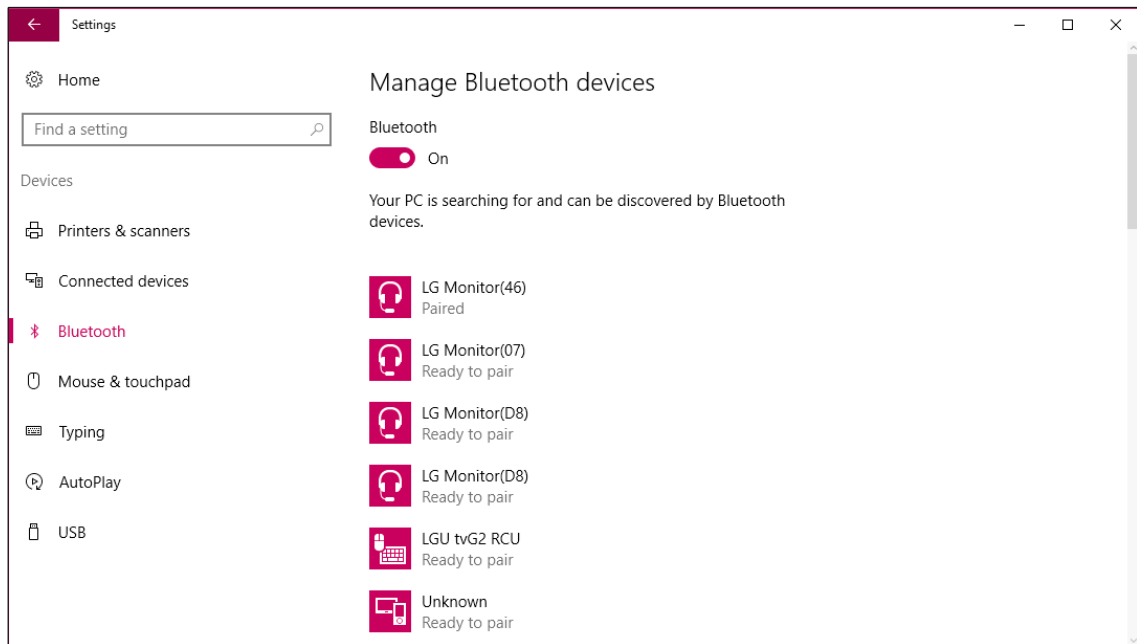 Settings
Home
Find a setting
Devices
Printers & scanners
Connected devices
Bluetooth
Mouse & touchpad
Typing
AutoPlay
USB
Manage Bluetooth devices
Bluetooth
On
Your PC is searching for and can be discovered by Bluetooth
devices.
LG Monitor(46)
Paired
LG Monitor(07)
Ready to pair
LG Monitor(D8)
Ready to pair
LG Monitor(D8)
Ready to pair
LGU tvG2 RCU
Ready to pair
Unknown
Ready to pair